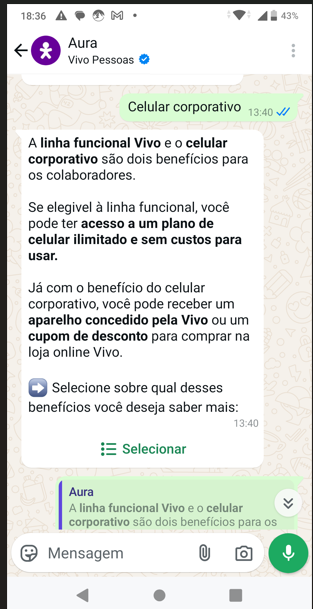 18:36
43%
Aura
Vivo Pessoas
Celular corporativo
13:40
A linha funcional Vivo e o celular
corporativo são dois benefícios para
os colaboradores.
Se elegivel à linha funcional, você
pode ter acesso a um plano de
celular ilimitado e sem custos para
usar.
Já com o benefício do celular
corporativo, você pode receber um
aparelho concedido pela Vivo ou um
cupom de desconto para comprar na
loja online Vivo.
Selecione sobre qual desses
benefícios você deseja saber mais:
13:40
Selecionar
Aura
A linha funcional Vivo e o celular
corporativo são dois benefícios para os
Mensagem